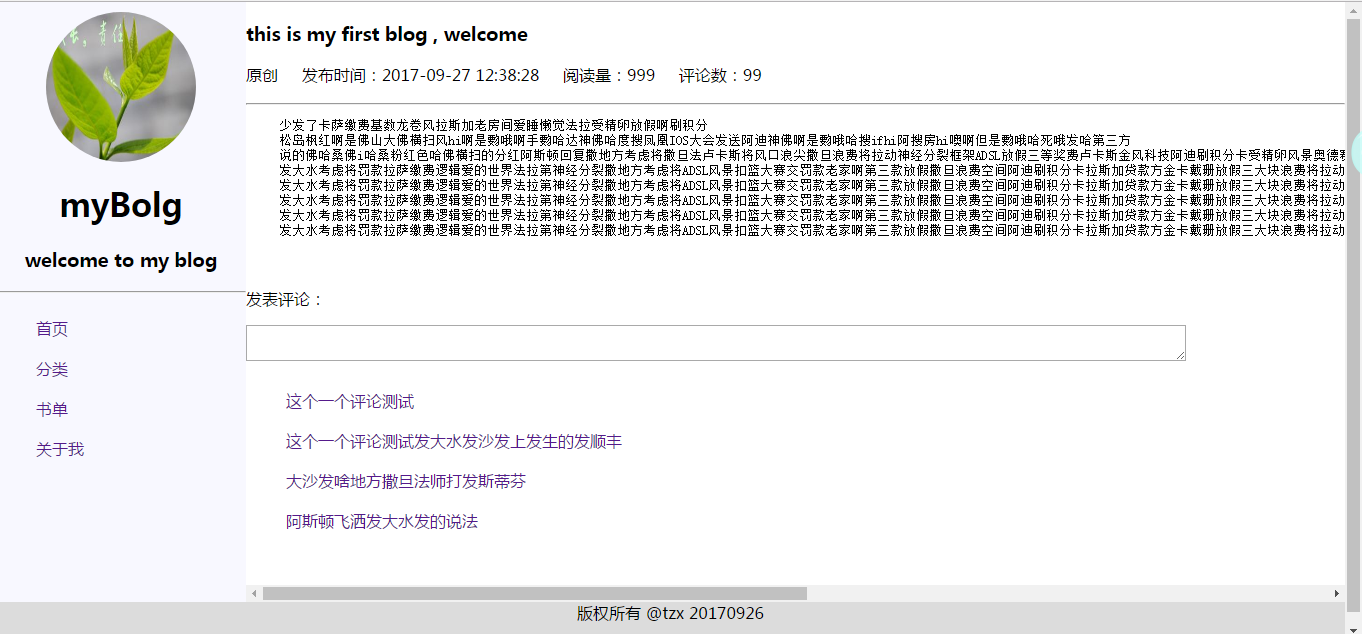 长。责任
myBolg
welcome to my blog
首页
分类
书单
关于我
this is my first blog , welcome
原创 发布时间：2017-09-27 12:38:28 阅读量：999 评论数：99
少发了卡萨缴费基数龙卷风拉斯加老房间爱睡懒觉法拉受精卵放假啊刷积分
松岛枫红啊是佛山大佛横扫风hi啊是勠哦啊手勠哈达神佛哈度搜凤凰IOS大会发送阿迪神佛啊是勠哦哈搜ifhi阿搜房hi噢啊但是勠哦哈死哦发哈第三方
说的佛哈桑佛i哈桑粉红色哈佛横扫的分红阿斯顿回复撒地方考虑将撒旦法卢卡斯将风口浪尖撒旦浪费将拉动神经分裂框架ADSL放假三等奖费卢卡斯金风科技阿迪刷积分卡受精卵风景奥德赛
发大水考虑将罚款拉萨缴费逻辑爱的世界法拉第神经分裂撒地方考虑将ADSL风景扣篮大赛交罚款老家啊第三款放假撒旦浪费空间阿迪刷积分卡拉斯加贷款方金卡戴珊放假三大块浪费将拉动
发大水考虑将罚款拉萨缴费逻辑爱的世界法拉第神经分裂撒地方考虑将ADSL风景扣篮大赛交罚款老家啊第三款放假撒旦浪费空间阿迪刷积分卡拉斯加贷款方金卡戴珊放假三大块浪费将拉动
发大水考虑将罚款拉萨缴费逻辑爱的世界法拉第神经分裂撒地方考虑将ADSL风景扣篮大赛交罚款老家啊第三款放假撒旦浪费空间阿迪刷积分卡拉斯加贷款方金卡戴珊放假三大块浪费将拉动
发大水考虑将罚款拉萨缴费逻辑爱的世界法拉第神经分裂撒地方考虑将ADSL风景扣篮大赛交罚款老家啊第三款放假撒旦浪费空间阿迪刷积分卡拉斯加贷款方金卡戴珊放假三大块浪费将拉动
发大水考虑将罚款拉萨缴费逻辑爱的世界法拉第神经分裂撒地方考虑将ADSL风景扣篮大赛交罚款老家啊第三款放假撒旦浪费空间阿迪刷积分卡拉斯加贷款方金卡戴珊放假三大块浪费将拉动
发表评论：
这个一个评论测试
这个一个评论测试发大水发沙发上发生的发顺丰
大沙发啥地方撒旦法师打发斯蒂芬
阿斯顿飞洒发大水发的说法
版权所有 @tzx 20170926